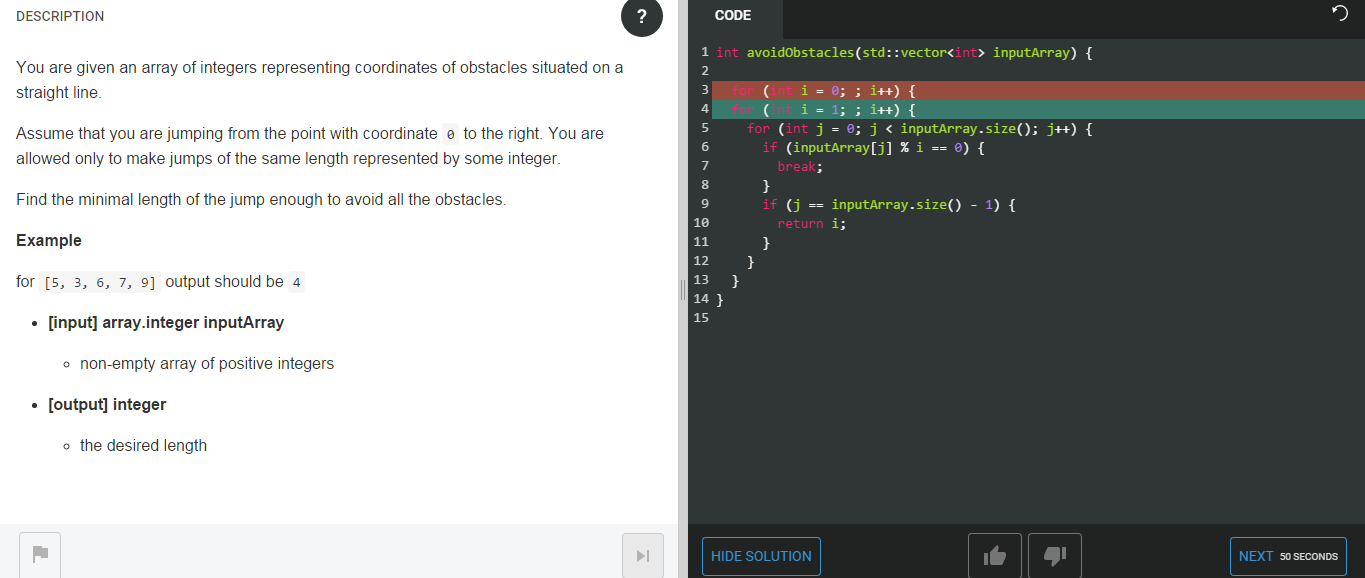 DESCRIPTION
?
You are given an array of integers representing coordinates of obstacles situated on a
straight line.
Assume that you are jumping from the point with coordinate 0 to the right. You are
allowed only to make jumps of the same length represented by some integer.
Find the minimal length of the jump enough to avoid all the obstacles.
Example
for [5, 3, 6, 7, 9] output should be 4
• [input] array.integer inputArray
◦ non-empty array of positive integers
• [output] integer
◦ the desired length
CODE
1 int avoidObstacles(std::vector<int> inputArray) {
2
3   for (int i = 0; ; i++) {
4   for (int i = 1; ; i++) {
5     for (int j = 0; j < inputArray.size(); j++) {
6       if (inputArray[j] % i == 0) {
7         break;
8       }
9       if (j == inputArray.size() - 1) {
10         return i;
11       }
12     }
13   }
14 }
15
HIDE SOLUTION
NEXT 50 SECONDS